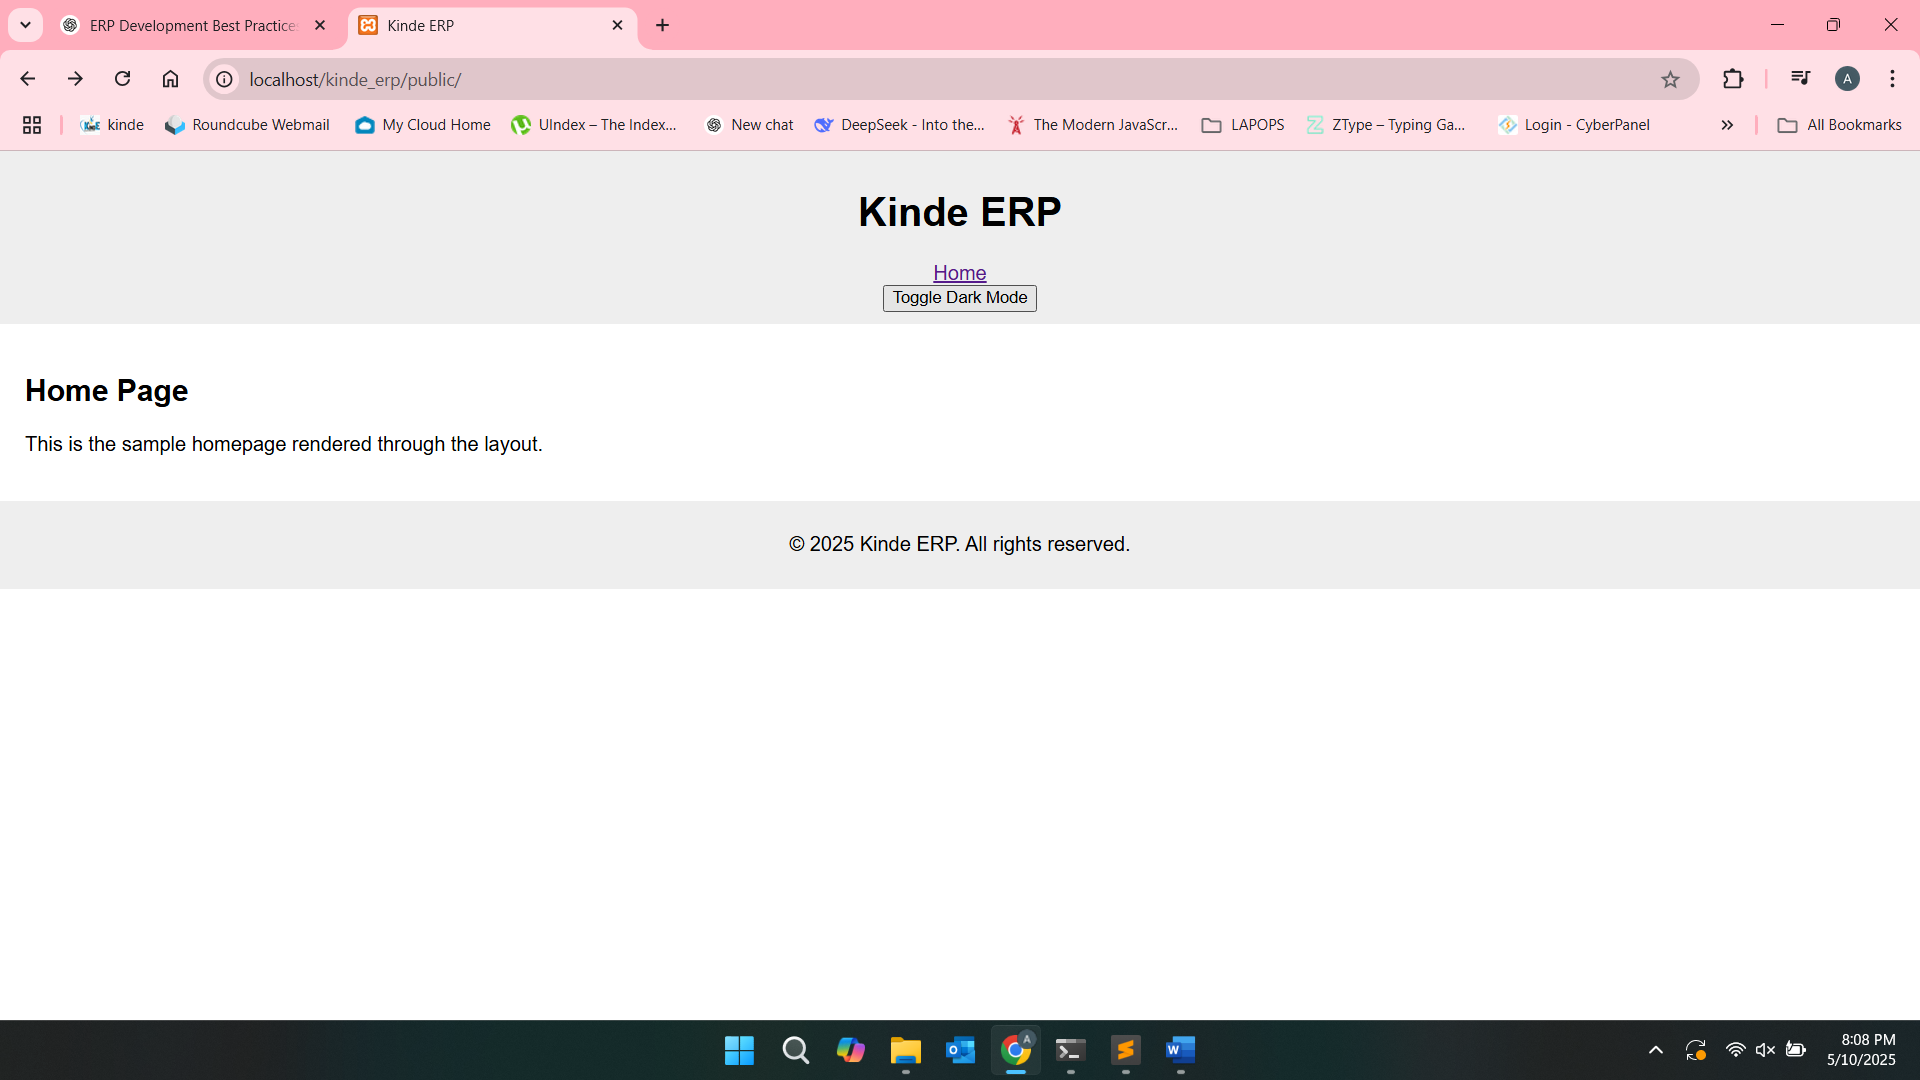 ERP Development Best Practice
Kinde ERP
localhost/kinde_erp/public/
A
kinde
Roundcube Webmail
My Cloud Home
UIndex – The Index...
New chat
DeepSeek - Into the...
The Modern JavaScr...
LAPOPS
ZType – Typing Ga...
Login - CyberPanel
»
All Bookmarks
Kinde ERP
Home
Toggle Dark Mode
Home Page
This is the sample homepage rendered through the layout.
© 2025 Kinde ERP. All rights reserved.
8:08 PM
5/10/2025